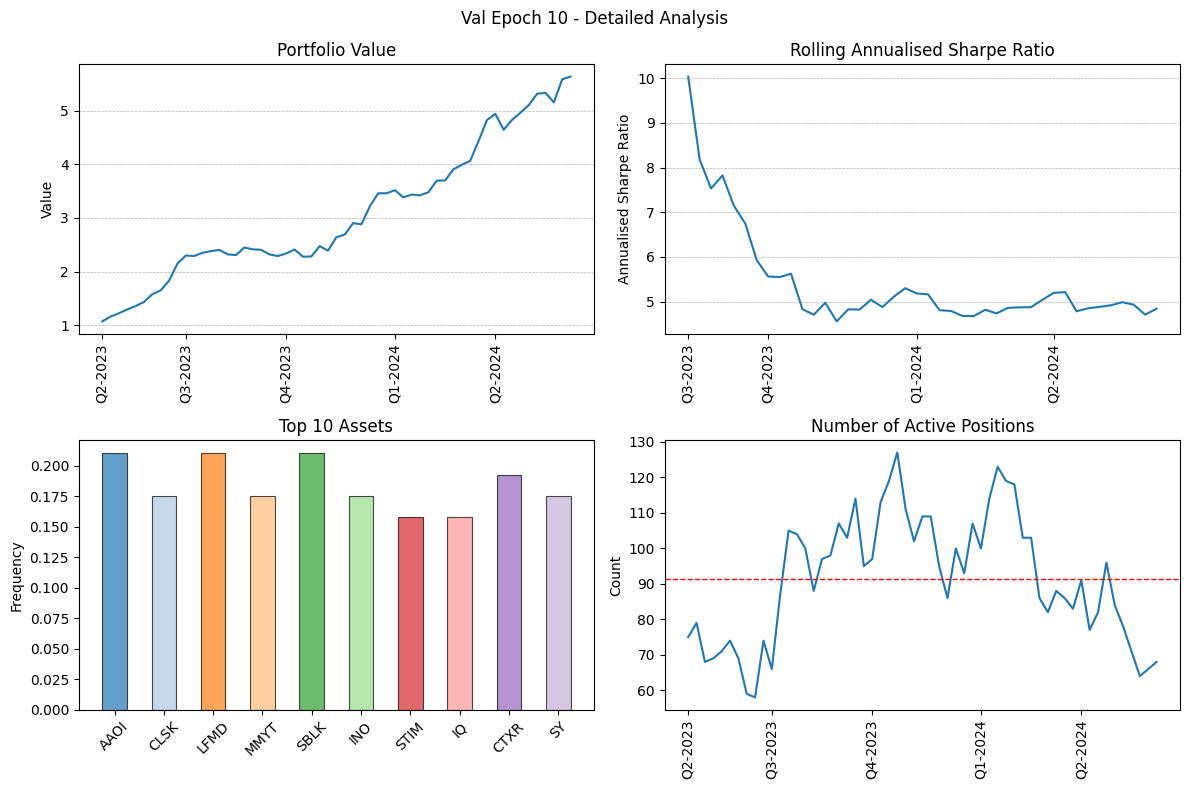 Val Epoch 10 - Detailed Analysis
Portfolio Value
Value
5
4
3
2
1
Q2-2023
Q3-2023
Q4-2023
Q1-2024
Q2-2024
Rolling Annualised Sharpe Ratio
Annualised Sharpe Ratio
10
9
8
7
6
5
Q3-2023
Q4-2023
Q1-2024
Q2-2024
Top 10 Assets
Frequency
0.200
0.175
0.150
0.125
0.100
0.075
0.050
0.025
0.000
AAOI
CLSK
LFMD
MMYT
SBLK
INO
STIM
IQ
CTXR
SY
Number of Active Positions
Count
130
120
110
100
90
80
70
60
Q2-2023
Q3-2023
Q4-2023
Q1-2024
Q2-2024